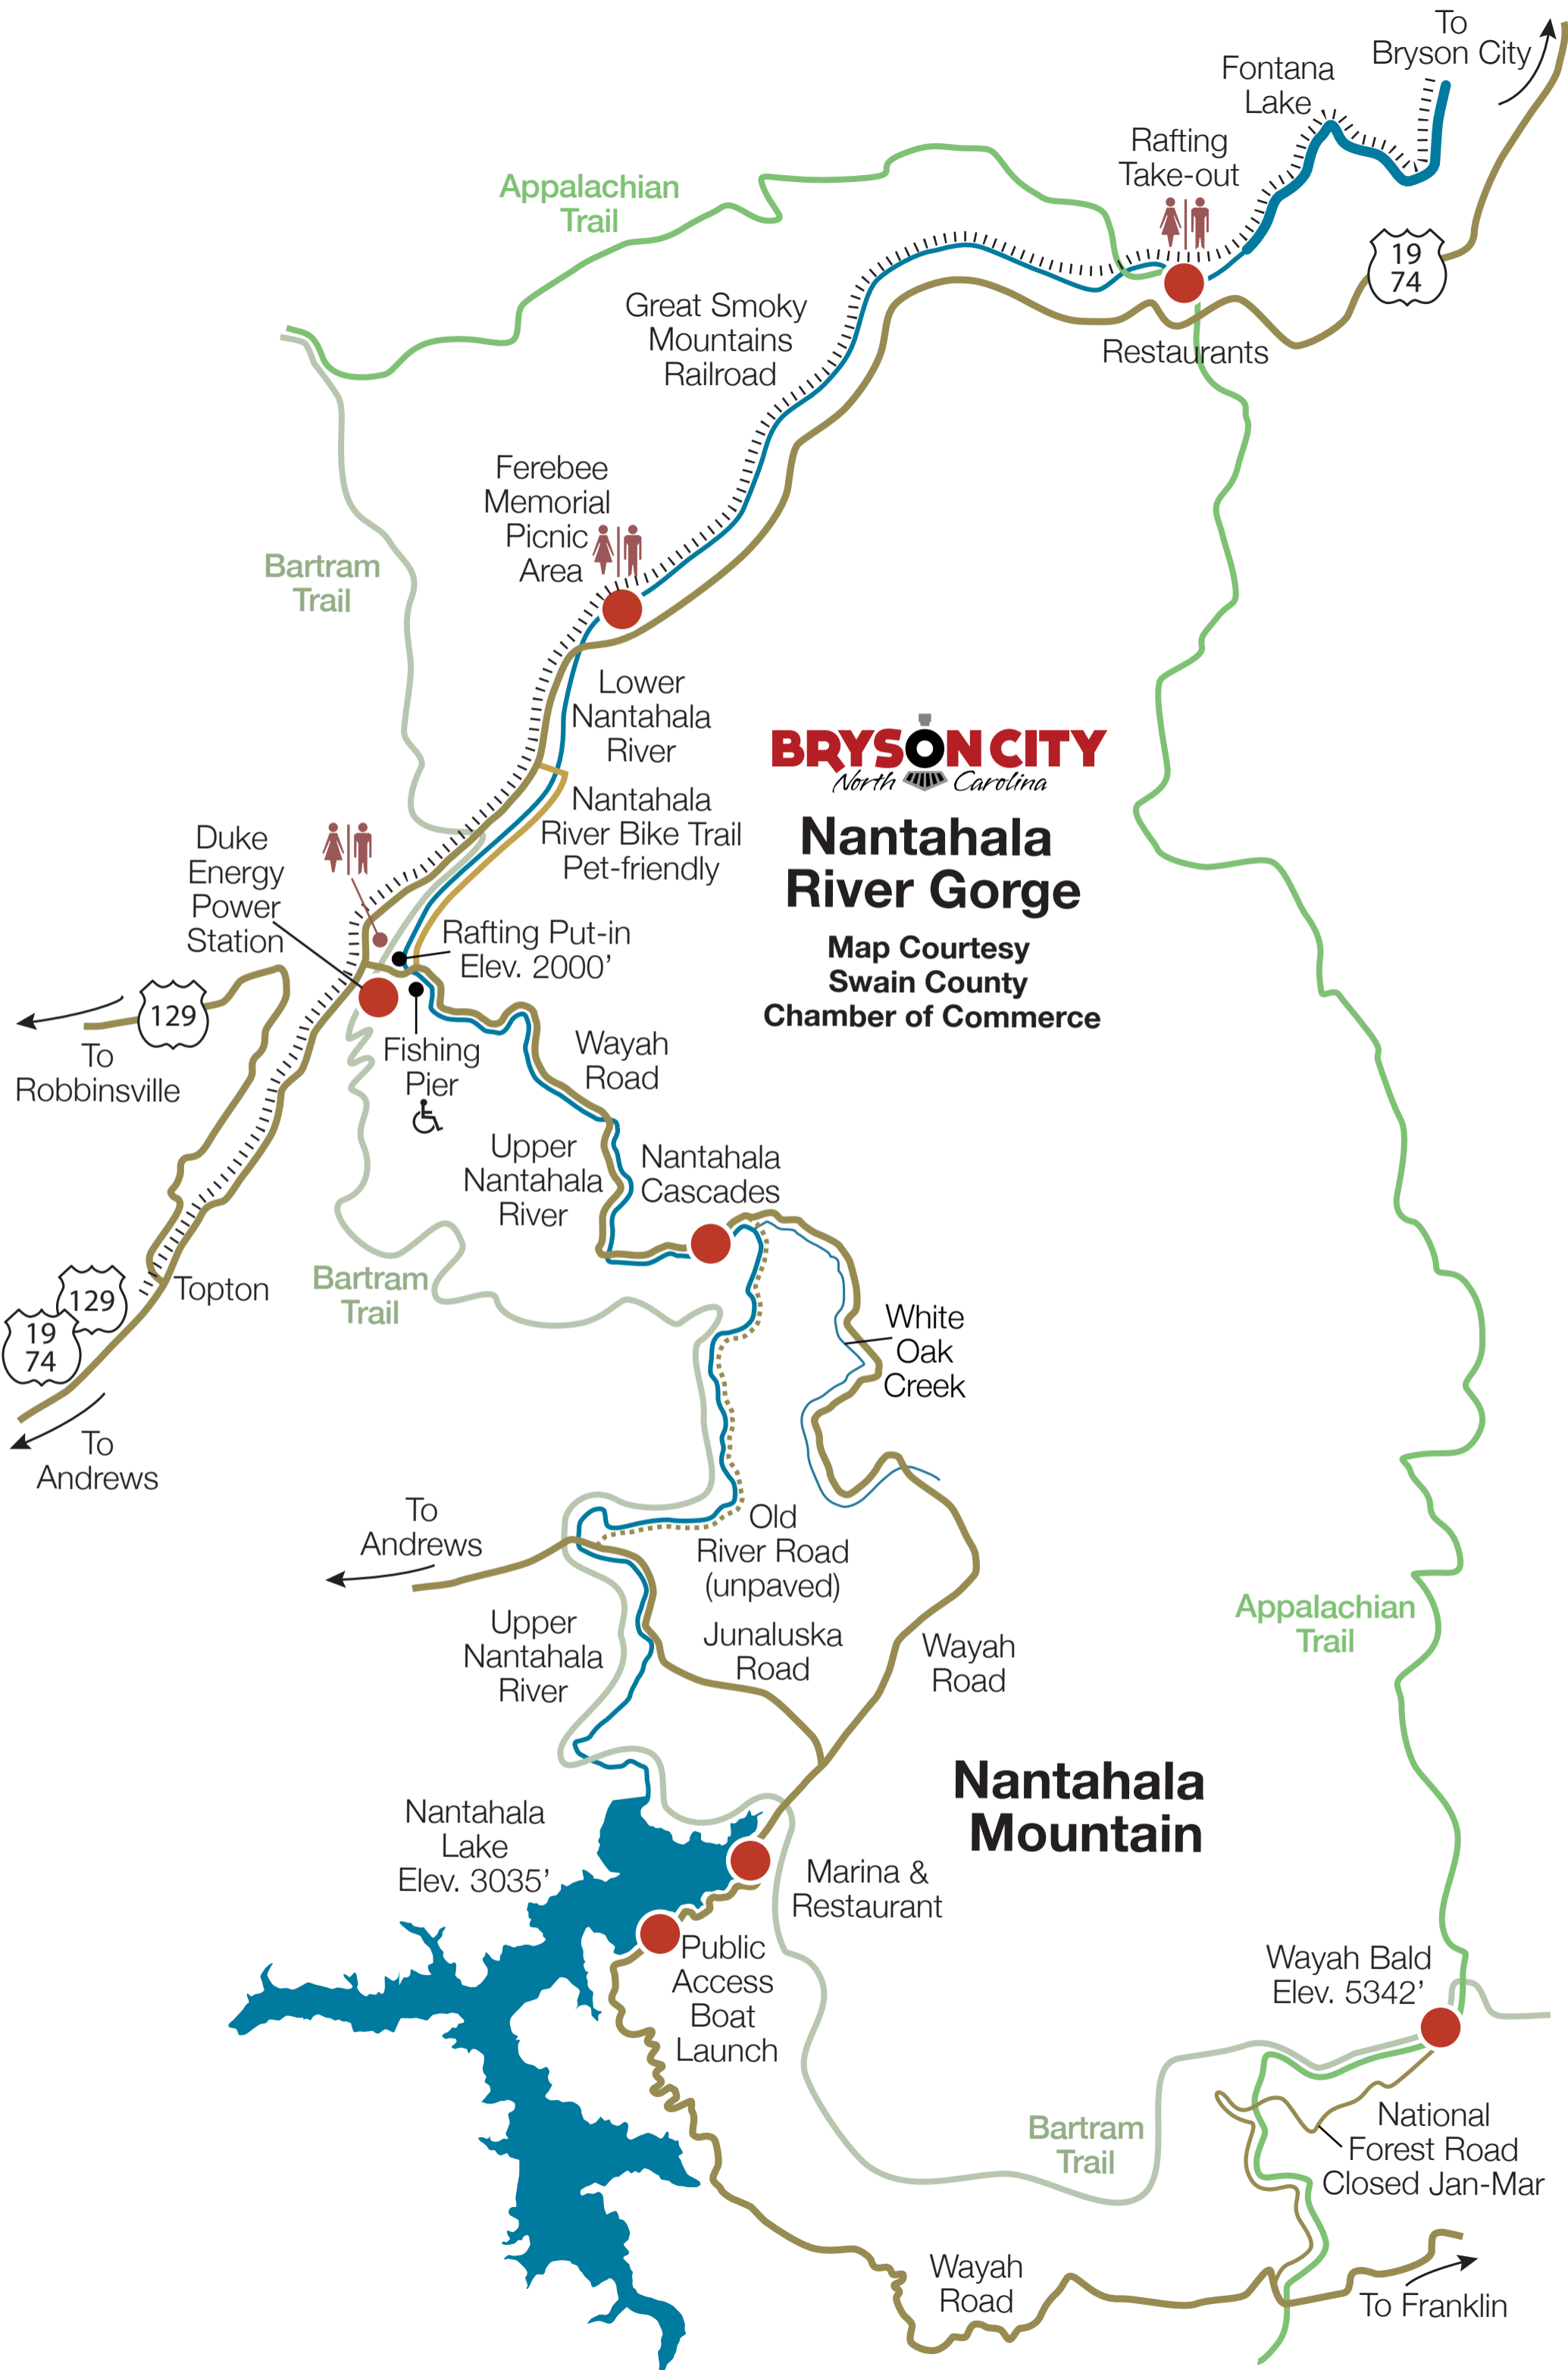 To
Bryson City
Fontana
Lake
Rafting
Take-out
Appalachian
Trail
19
74
Great Smoky
Mountains
Railroad
Restaurants
Ferebee
Memorial
Picnic
Area
Bartram
Trail
Lower
Nantahala
River
BRYSON CITY
North Carolina
Nantahala
River Bike Trail
Pet-friendly
Nantahala
River Gorge
Map Courtesy
Swain County
Chamber of Commerce
Duke
Energy
Power
Station
Rafting Put-in
Elev. 2000’
129
To
Robbinsville
Fishing
Pier
Wayah
Road
Upper
Nantahala
River
Nantahala
Cascades
Topton
129
19
74
Bartram
Trail
White
Oak
Creek
To
Andrews
To
Andrews
Old
River Road
(unpaved)
Appalachian
Trail
Upper
Nantahala
River
Junaluska
Road
Wayah
Road
Nantahala
Mountain
Nantahala
Lake
Elev. 3035’
Marina &
Restaurant
Public
Access
Boat
Launch
Wayah Bald
Elev. 5342’
Bartram
Trail
National
Forest Road
Closed Jan-Mar
Wayah
Road
To Franklin